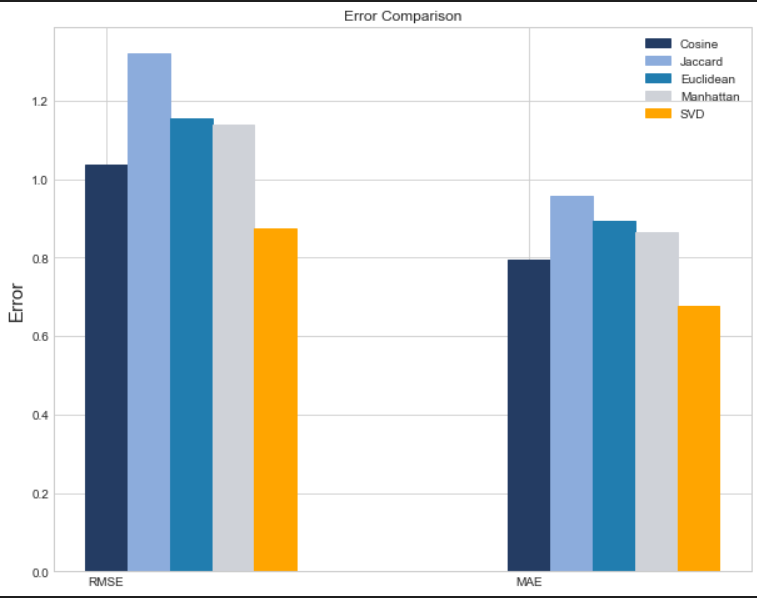 Error Comparison
Cosine
Jaccard
Euclidean
Manhattan
SVD
Error
1.2
1.0
0.8
0.6
0.4
0.2
0.0
RMSE MAE